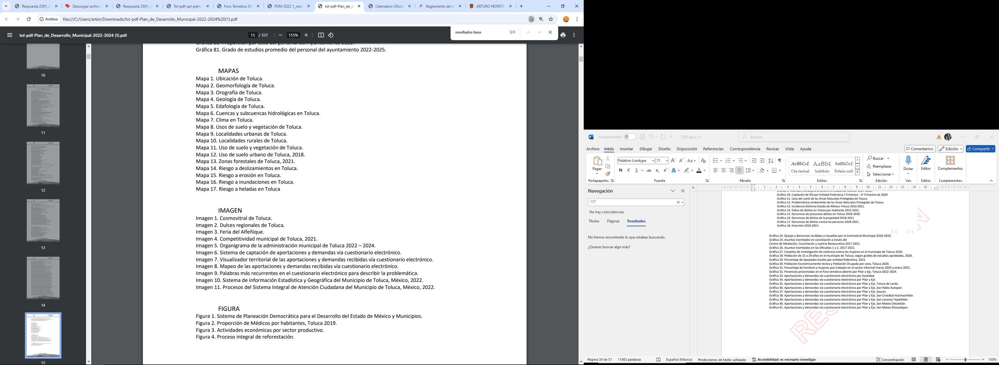 Respuesta 2501_2
Descargar archivo
Respuesta 2501_2
Tol-pdf-upl-pdm-
Foro Tematico (PD
PDM 2022 1_reda
tol-pdf-Plan_de_D
Calendario Oficial
Reglamento de la
ARTURO MONTIE
Archivo
file:///C:/Users/arkin/Downloads/tol-pdf-Plan_de_Desarrollo_Municipal-2022-2024%20(1).pdf
tol-pdf-Plan_de_Desarrollo_Municipal-2022-2024 (1).pdf
15 / 537
155%
resultados basa
0/0
10
11
12
13
14
15
Gráfica 80. Proporción por sexo del personal del Ayuntamiento 2022.
Gráfica 81. Grado de estudios promedio del personal del ayuntamiento 2022-2025.
MAPAS
Mapa 1. Ubicación de Toluca.
Mapa 2. Geomorfología de Toluca.
Mapa 3. Orografía de Toluca.
Mapa 4. Geología de Toluca.
Mapa 5. Edafología de Toluca.
Mapa 6. Cuencas y subcuencas hidrológicas en Toluca.
Mapa 7. Clima en Toluca.
Mapa 8. Usos de suelo y vegetación de Toluca.
Mapa 9. Localidades urbanas de Toluca.
Mapa 10. Localidades rurales de Toluca.
Mapa 11. Uso de suelo y vegetación de Toluca.
Mapa 12. Uso de suelo urbano de Toluca, 2018.
Mapa 13. Zonas forestales de Toluca, 2021.
Mapa 14. Riesgo a deslizamientos en Toluca.
Mapa 15. Riesgo a erosión en Toluca.
Mapa 16. Riesgo a inundaciones en Toluca.
Mapa 17. Riesgo a heladas en Toluca
IMAGEN
Imagen 1. Cosmovitral de Toluca.
Imagen 2. Dulces regionales de Toluca.
Imagen 3. Feria del Alfeñique.
Imagen 4. Competitividad municipal de Toluca, 2021.
Imagen 5. Organigrama de la administración municipal de Toluca 2022 – 2024.
Imagen 6. Sistema de captación de aportaciones y demandas vía cuestionario electrónico.
Imagen 7. Visualizador territorial de las aportaciones y demandas recibidas vía cuestionario electrónico.
Imagen 8. Mapeo de las aportaciones y demandas recibidas vía cuestionario electrónico.
Imagen 9. Palabras más recurrentes en el cuestionario electrónico para describir la problemática.
Imagen 10. Sistema de información Estadística y Geográfica del Municipio de Toluca, México, 2022.
Imagen 11. Procesos del Sistema Integral de Atención Ciudadana del Municipio de Toluca, México, 2022.
FIGURA
Figura 1. Sistema de Planeación Democrática para el Desarrollo del Estado de México y Municipios.
Figura 2. Proporción de Médicos por habitantes, Toluca 2019.
Figura 3. Actividades económicas por sector productivo.
Figura 4. Proceso integral de reforestación.
Autoguardado
7387.docx
Buscar
Archivo Inicio Insertar Dibujar Diseño Disposición Referencias Correspondencia Revisar Vista Ayuda
Comentarios
Edición
Compartir
Pegar
Portapapeles
Palatino Linotype
11
Fuente
Párrafo
AaBbCcI Cita textual
AaBbC Subtítulo
AaBbCcI Énfasis sutil
Estilos
Buscar
Reemplazar
Seleccionar
Edición
Dictar
Voz
Editor
Editor
Complementos
Complementos
Navegación
117
No hay coincidencias
Títulos Páginas Resultados
No hemos encontrado lo que estabas buscando.
¿Quieres buscar algo más?
Gráfica 9. Inversión Extranjera Directa en el Estado de México. 2017-2020.
Gráfica 10. Captación de IED por Entidad Federativa I Trimestre - IV Trimestre de 2020.
Gráfica 11. Usos del suelo de las Áreas Naturales Protegidas de Toluca.
Gráfica 12. Problemáticas ambientales de las Áreas Naturales Protegidas de Toluca.
Gráfica 13. Incidencia Delictiva Estado de México-Toluca 2010-2021.
Gráfica 14. Índice de delitos en Toluca por habitante 2015-2021.
Gráfica 15. Denuncias de presuntos delitos en Toluca 2018-2020.
Gráfica 16. Denuncias de delitos de la propiedad 2018-2021.
Gráfica 17. Denuncias de delitos contra las personas 2018-2021.
Gráfica 18. Extorsión 2018-2021.
Gráfica 24. Quejas y denuncias recibidas y resueltas por la Contraloría Municipal 2018-2019.
Gráfica 25. Asuntos tramitados en conciliación a través del
Centro de Mediación, Conciliación y Justicia Restaurativa 2017-2021.
Gráfica 26. Asuntos tramitados en las Oficialías 1 y 2, 2017-2021.
Gráfica 27. Carpetas de investigación de violencia contra las mujeres en el municipio de Toluca 2020.
Gráfica 28. Población de 15 a 29 años en el municipio de Toluca, según grados de estudios aprobados, 2020.
Gráfica 29. Porcentaje de diputadas locales por entidad federativa, 2021.
Gráfica 30. Población Económicamente Activa y Población Ocupada por sexo, Toluca 2020.
Gráfica 31. Porcentaje de hombres y mujeres que trabajan en el sector informal marzo 2020 a enero 2022.
Gráfica 32. Ponencias presentadas en el Foro temático abierto por Pilar y Eje, Toluca 2022-2024.
Gráfica 33. Aportaciones y demandas vía cuestionario electrónico por localidad.
Gráfica 34. Aportaciones y demandas vía cuestionario electrónico por Pilar y Eje.
Gráfica 35. Aportaciones y demandas vía cuestionario electrónico por Pilar y Eje, Toluca de Lerdo.
Gráfica 36. Aportaciones y demandas vía cuestionario electrónico por Pilar y Eje, San Pablo Autopan.
Gráfica 37. Aportaciones y demandas vía cuestionario electrónico por Pilar y Eje, Sauces.
Gráfica 38. Aportaciones y demandas vía cuestionario electrónico por Pilar y Eje, San Cristóbal Huichochitlán.
Gráfica 39. Aportaciones y demandas vía cuestionario electrónico por Pilar y Eje, San Lorenzo Tepaltitlán.
Gráfica 40. Aportaciones y demandas vía cuestionario electrónico por Pilar y Eje, San Mateo Oxtotitlán.
Gráfica 41. Aportaciones y demandas vía cuestionario electrónico por Pilar y Eje, San Mateo Otzacatipan.
Página 39 de 57
11983 palabras
Español (México)
Predicciones de texto: activado
Accesibilidad: es necesario investigar
Concentración
100%